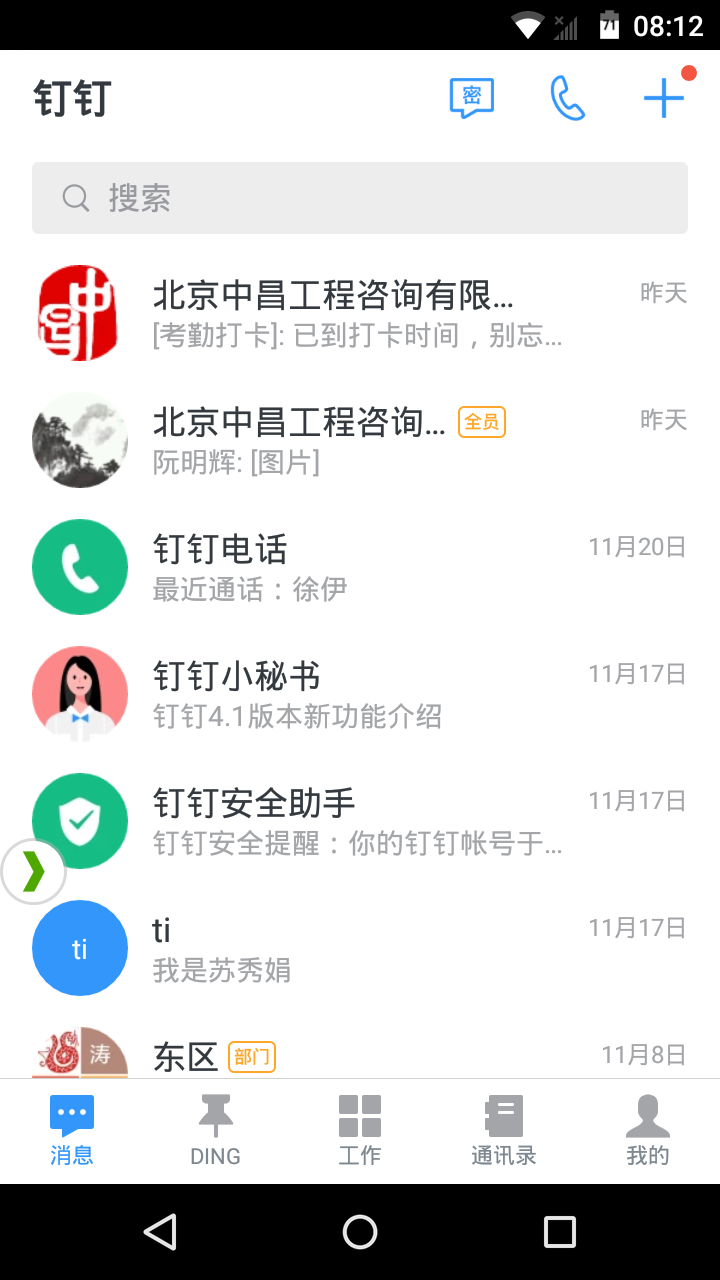 71 08:12
钉钉 密
搜索
北京中昌工程咨询有限... 昨天
[考勤打卡]: 已到打卡时间，别忘...
北京中昌工程咨询... 全员 昨天
阮明辉: [图片]
钉钉电话 11月20日
最近通话：徐伊
钉钉小秘书 11月17日
钉钉4.1版本新功能介绍
钉钉安全助手 11月17日
钉钉安全提醒：你的钉钉帐号于...
ti ti 11月17日
我是苏秀娟
涛 东区 部门 11月8日
消息 DING 工作 通讯录 我的